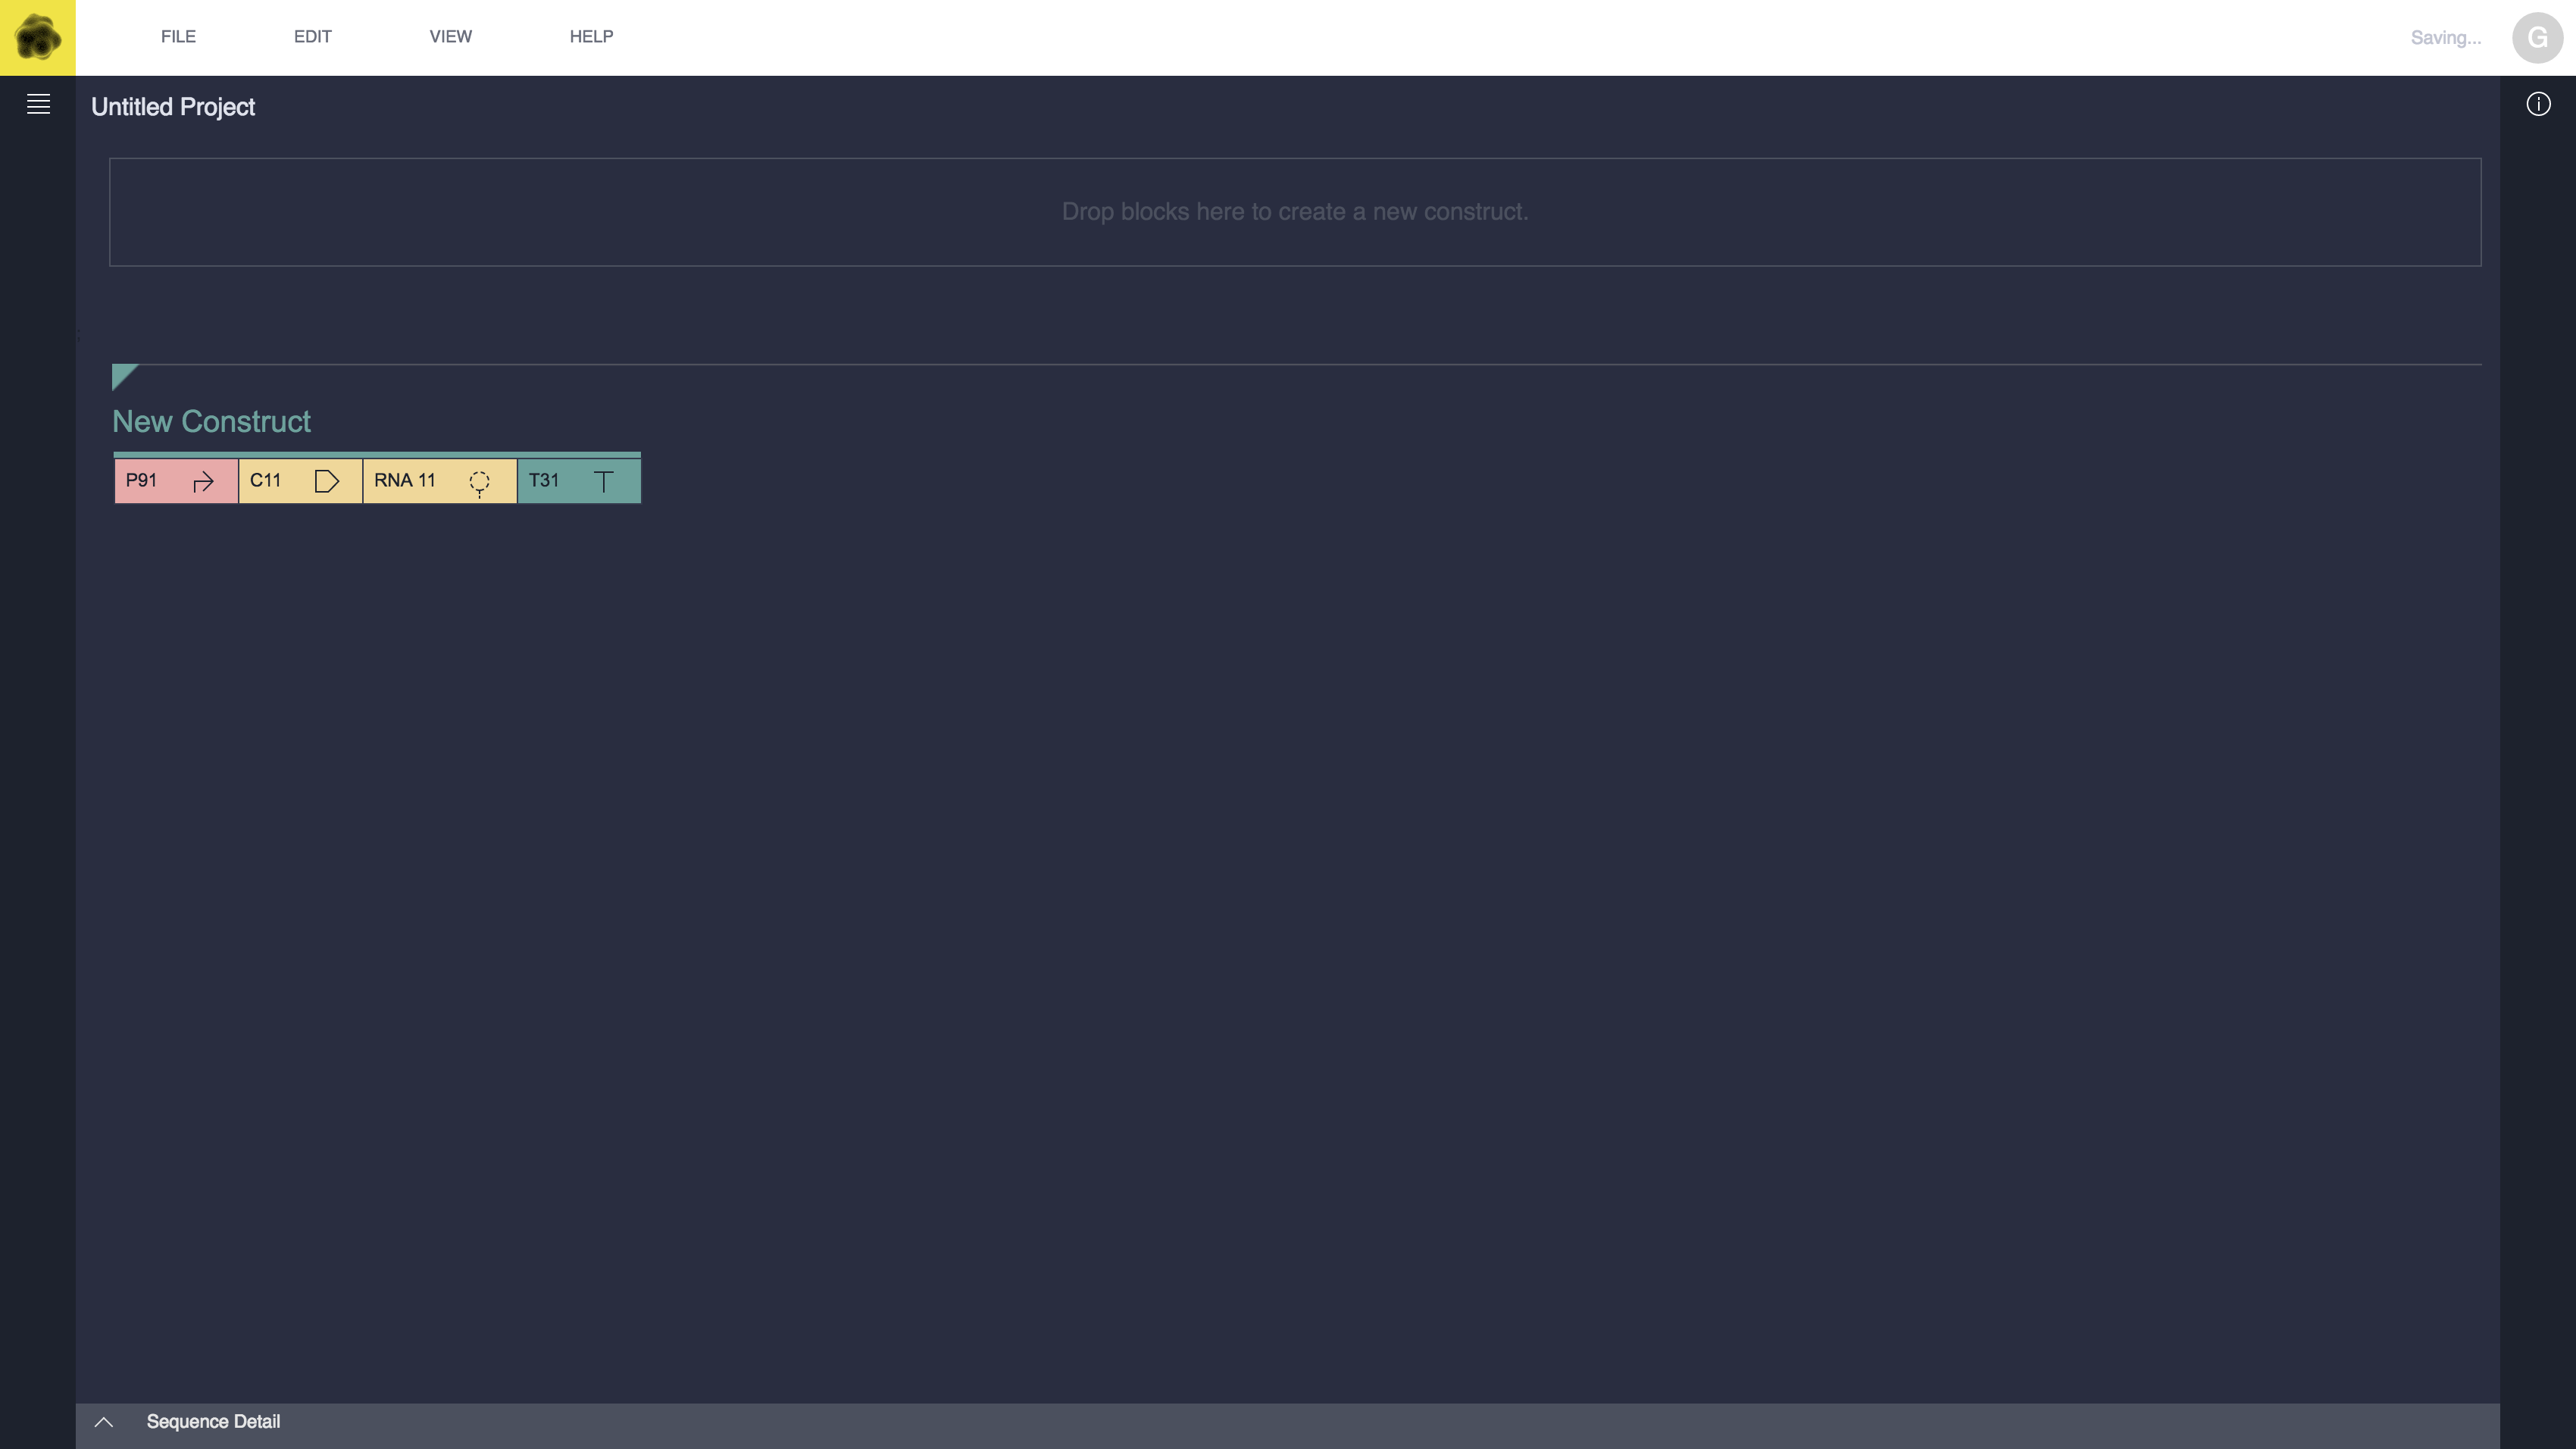 FILE EDIT VIEW HELP Saving... G
Untitled Project
Drop blocks here to create a new construct.
New Construct
P91 C11 RNA 11 T31
Sequence Detail